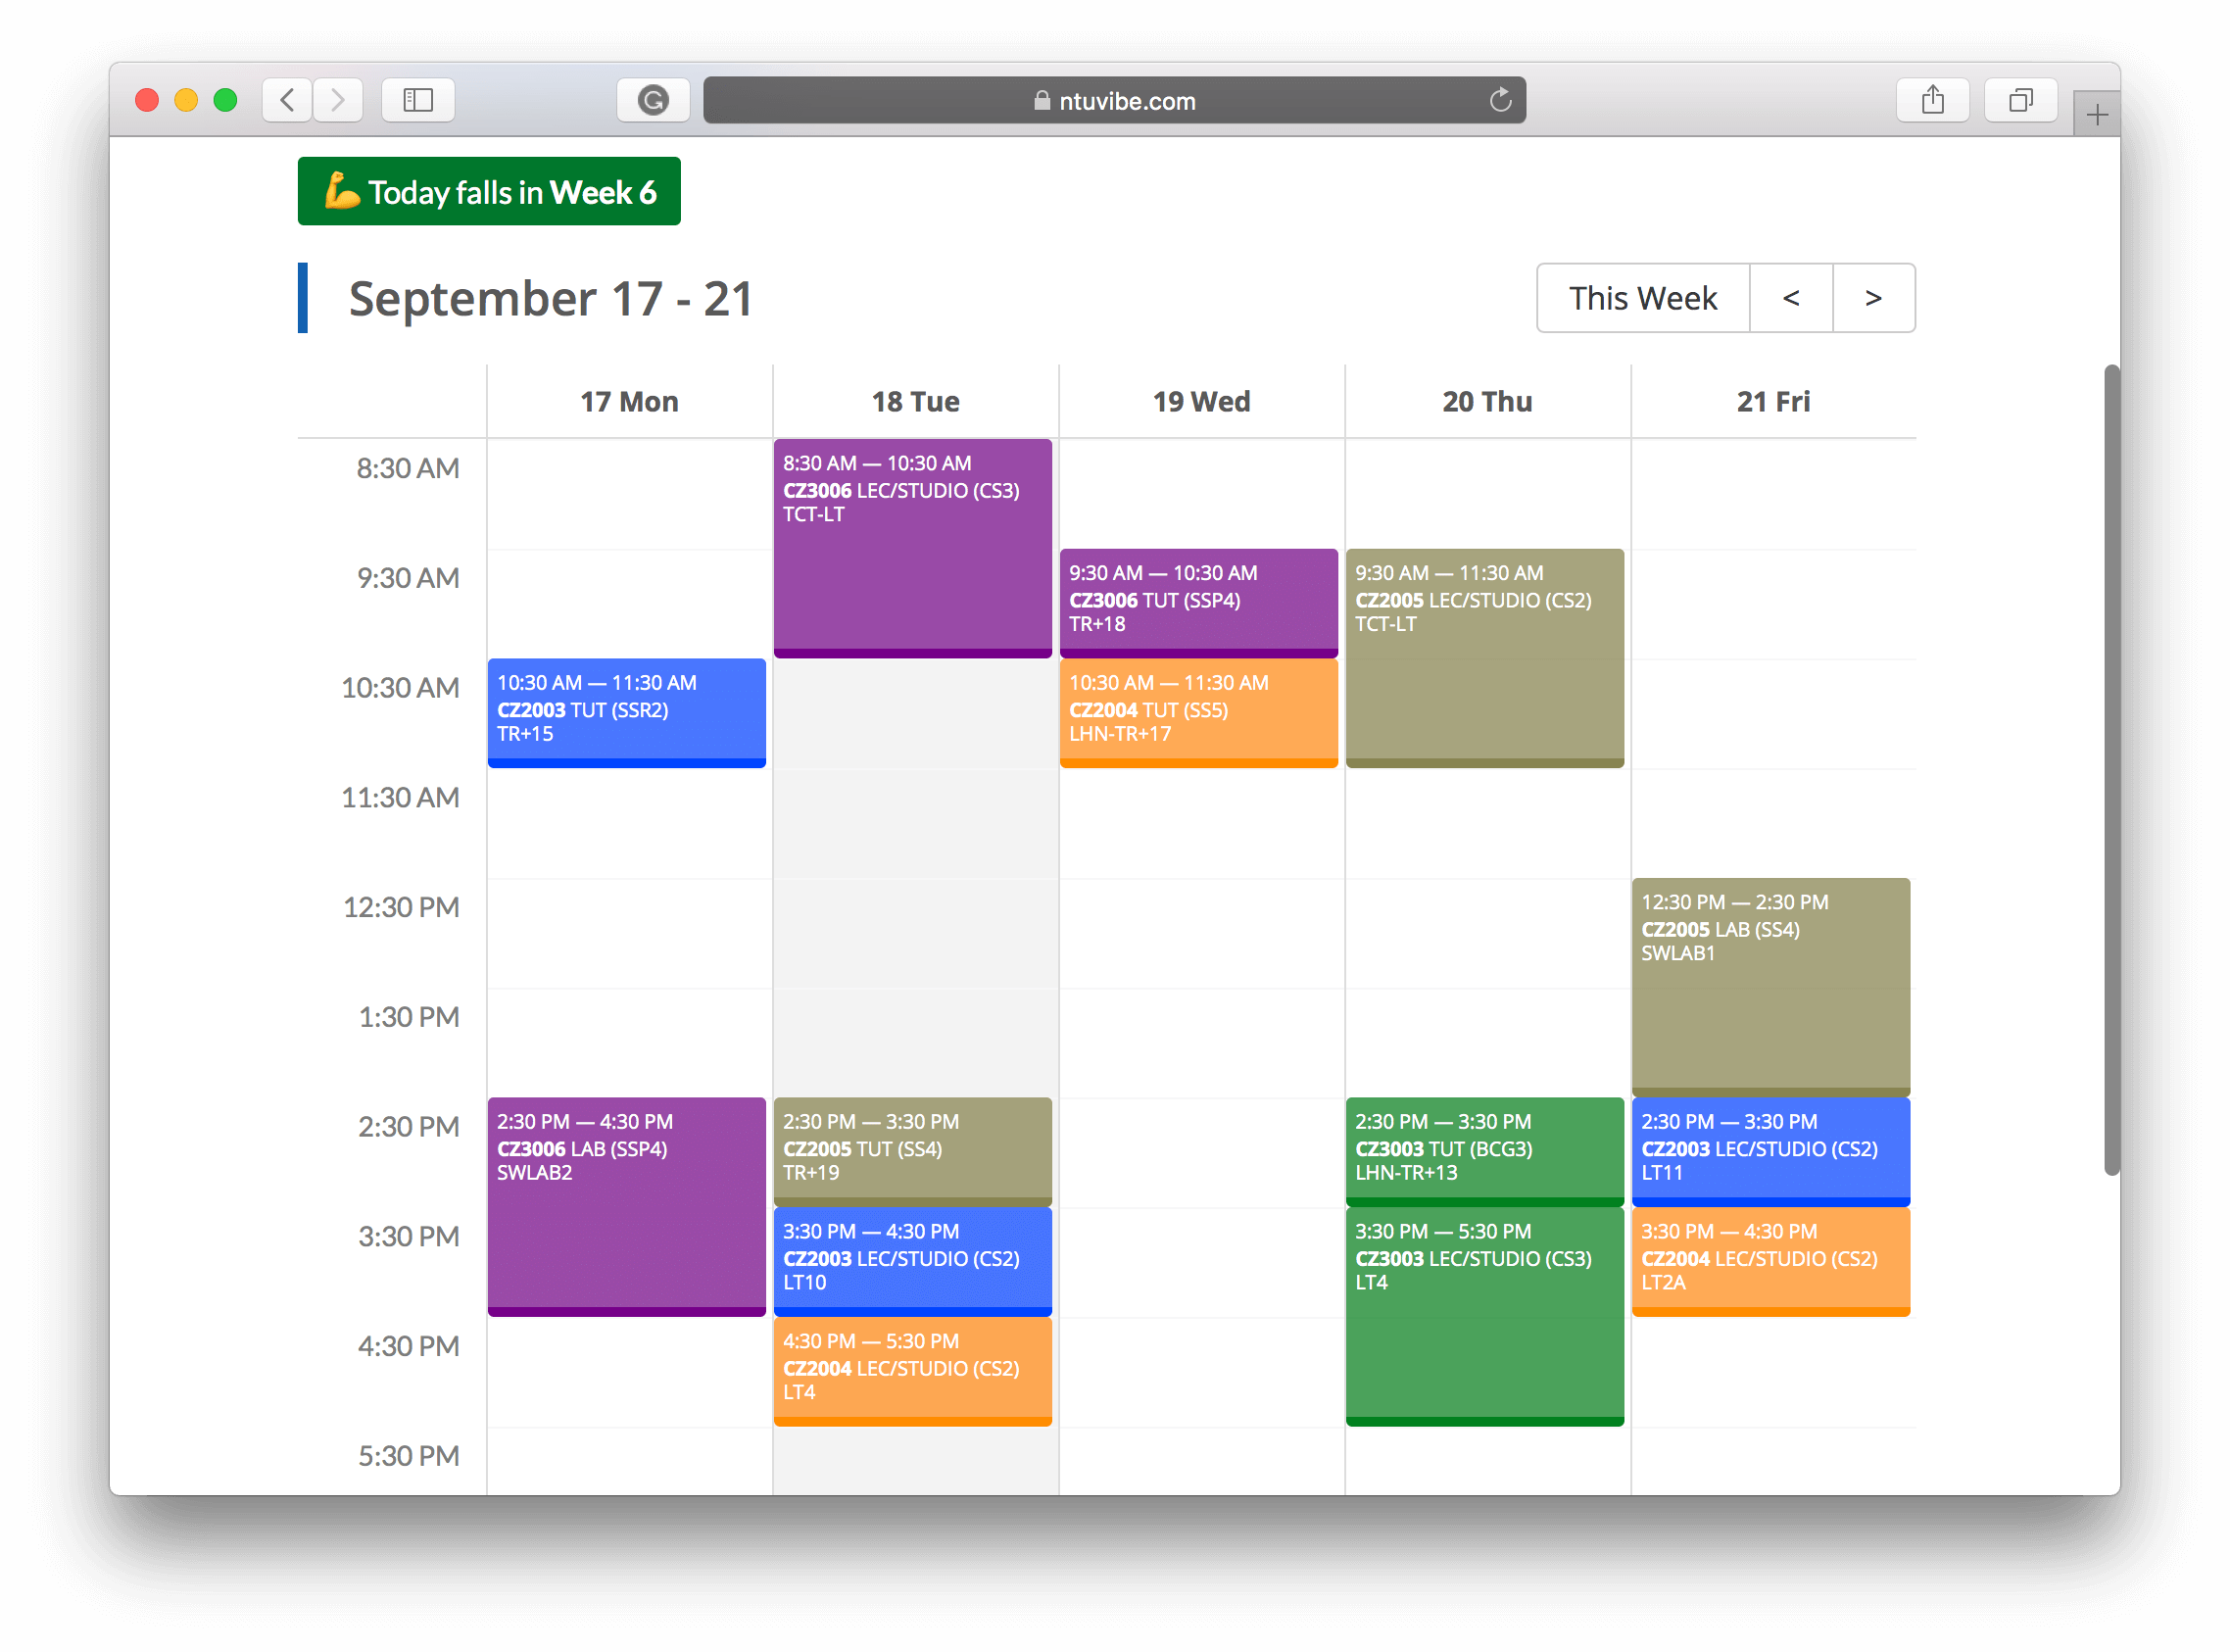 ntuvibe.com
Today falls in Week 6
September 17 - 21
This Week < >
17 Mon 18 Tue 19 Wed 20 Thu 21 Fri
8:30 AM
9:30 AM
10:30 AM
11:30 AM
12:30 PM
1:30 PM
2:30 PM
3:30 PM
4:30 PM
5:30 PM
10:30 AM — 11:30 AM
CZ2003 TUT (SSR2)
TR+15
2:30 PM — 4:30 PM
CZ3006 LAB (SSP4)
SWLAB2
8:30 AM — 10:30 AM
CZ3006 LEC/STUDIO (CS3)
TCT-LT
2:30 PM — 3:30 PM
CZ2005 TUT (SS4)
TR+19
3:30 PM — 4:30 PM
CZ2003 LEC/STUDIO (CS2)
LT10
4:30 PM — 5:30 PM
CZ2004 LEC/STUDIO (CS2)
LT4
9:30 AM — 10:30 AM
CZ3006 TUT (SSP4)
TR+18
10:30 AM — 11:30 AM
CZ2004 TUT (SS5)
LHN-TR+17
9:30 AM — 11:30 AM
CZ2005 LEC/STUDIO (CS2)
TCT-LT
2:30 PM — 3:30 PM
CZ3003 TUT (BCG3)
LHN-TR+13
3:30 PM — 5:30 PM
CZ3003 LEC/STUDIO (CS3)
LT4
12:30 PM — 2:30 PM
CZ2005 LAB (SS4)
SWLAB1
2:30 PM — 3:30 PM
CZ2003 LEC/STUDIO (CS2)
LT11
3:30 PM — 4:30 PM
CZ2004 LEC/STUDIO (CS2)
LT2A